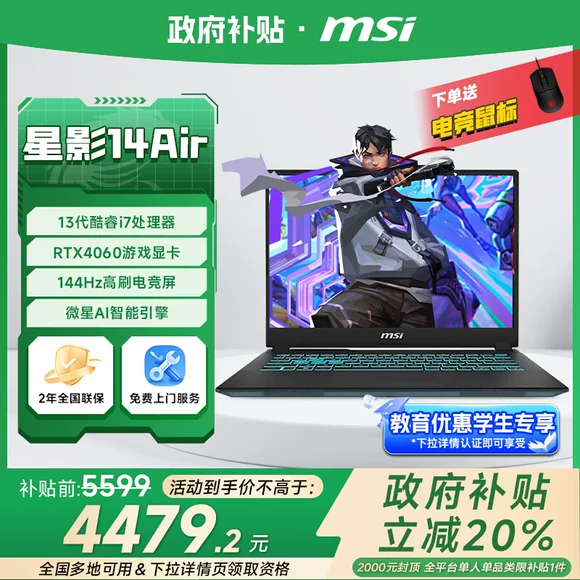 政府补贴·msi
下单送
电竞鼠标
星影14Air
13代酷睿i7处理器
RTX4060游戏显卡
144Hz高刷电竞屏
微星AI智能引擎
2年全国联保
免费上门服务
msi
教育优惠学生专享
*下拉详情认证即可享受
补贴前:5599
活动到手价不高于:
4479.2元
全国多地可用&下拉详情页领取资格
政府补贴
立减20%
2000元封顶 全平台单人单品类限补贴1件